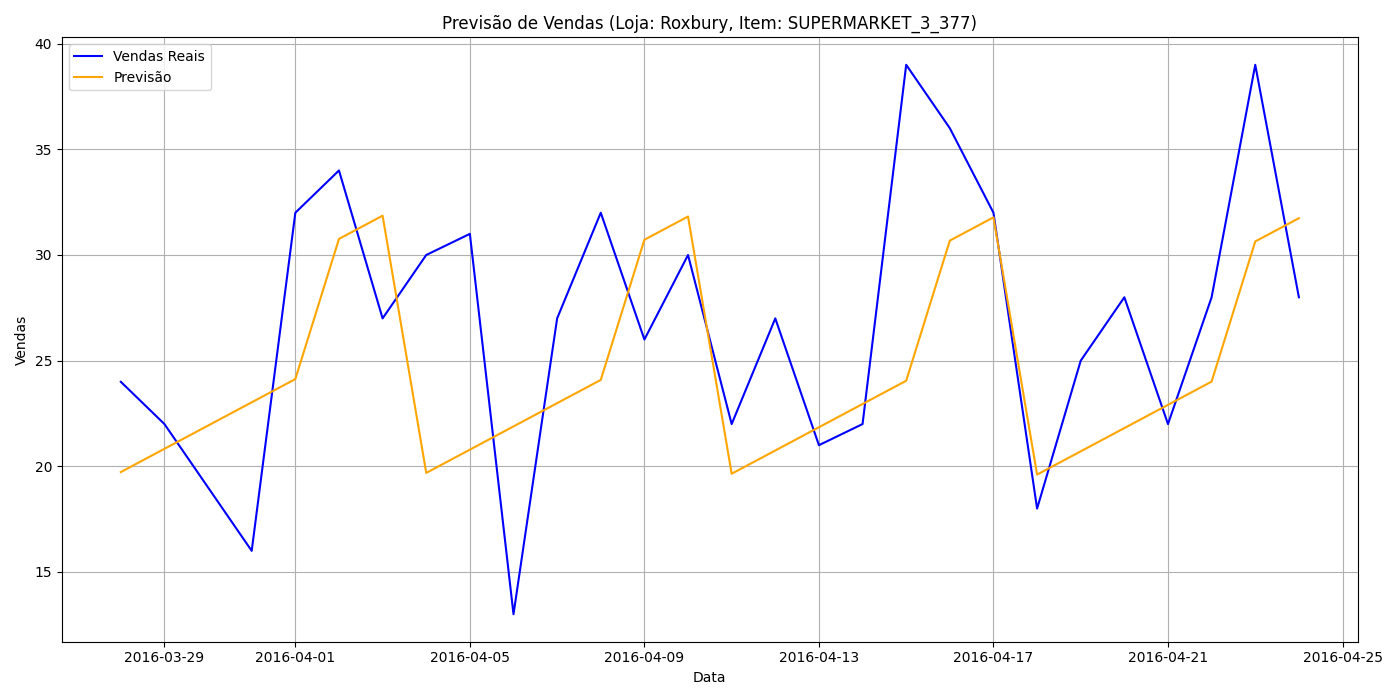 Previsão de Vendas (Loja: Roxbury, Item: SUPERMARKET_3_377)
Vendas Reais
Previsão
40
35
30
25
20
15
Vendas
2016-03-29 2016-04-01 2016-04-05 2016-04-09 2016-04-13 2016-04-17 2016-04-21 2016-04-25
Data